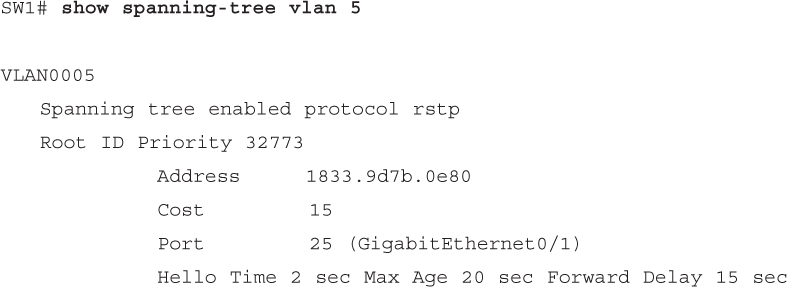 SW1# show spanning-tree vlan 5
VLAN0005
Spanning tree enabled protocol rstp
Root ID Priority 32773
Address 1833.9d7b.0e80
Cost 15
Port 25 (GigabitEthernet0/1)
Hello Time 2 sec Max Age 20 sec Forward Delay 15 sec